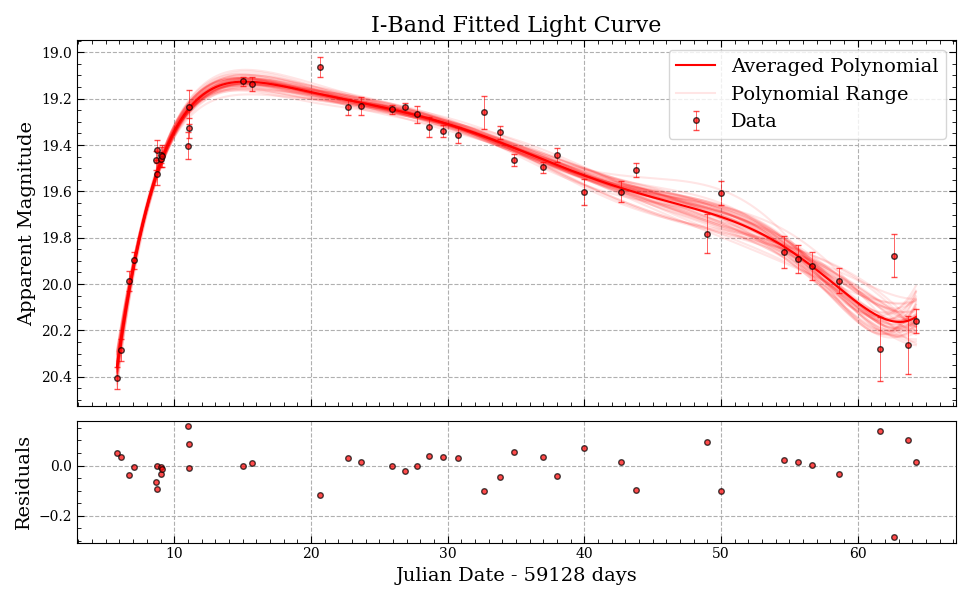 I-Band Fitted Light Curve
Averaged Polynomial
Polynomial Range
Data
Apparent Magnitude
19.0
19.2
19.4
19.6
19.8
20.0
20.2
20.4
Residuals
0.0
−0.2
10 20 30 40 50 60
Julian Date - 59128 days